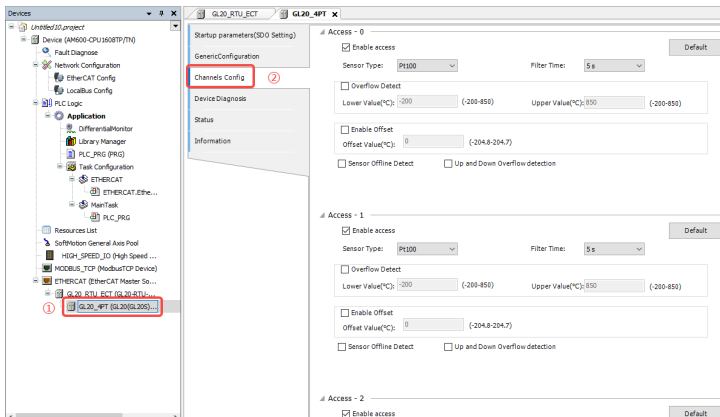 Devices
Untitled10.project
Device (AM600-CPU1608TP/TN)
Fault Diagnose
Network Configuration
EtherCAT Config
LocalBus Config
PLC Logic
Application
DifferentialMonitor
Library Manager
PLC_PRG (PRG)
Task Configuration
ETHERCAT
ETHERCAT.Ethe...
MainTask
PLC_PRG
Resources List
SoftMotion General Axis Pool
HIGH_SPEED_IO (High Speed ...
MODBUS_TCP (ModbusTCP Device)
ETHERCAT (EtherCAT Master So...
GL20_RTU_ECT (GL20-RTU-...
① GL20_4PT (GL20(GL20S)...
GL20_RTU_ECT GL20_4PT X
Startup parameters(SDO Setting)
GenericConfiguration
Channels Config ②
Device Diagnosis
Status
Information
Access - 0
Enable access Default
Sensor Type: Pt100 Filter Time: 5 s
Overflow Detect
Lower Value(°C): -200 (-200-850) Upper Value(°C): 850 (-200-850)
Enable Offset
Offset Value(°C): 0 (-204.8-204.7)
Sensor Offline Detect Up and Down Overflow detection
Access - 1
Enable access Default
Sensor Type: Pt100 Filter Time: 5 s
Overflow Detect
Lower Value(°C): -200 (-200-850) Upper Value(°C): 850 (-200-850)
Enable Offset
Offset Value(°C): 0 (-204.8-204.7)
Sensor Offline Detect Up and Down Overflow detection
Access - 2
Enable access Default